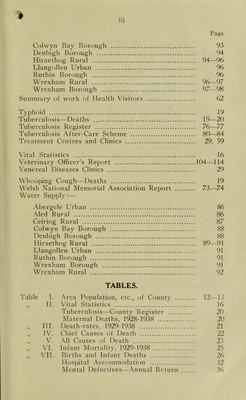 iii
Page
Colwyn Bay Borough ........ 93
Denbigh Borough ........ 94
Hiraethog Rural ........ 94—96
Llangollen Urban ........ 96
Ruthin Borough ........ 96
Wrexham Rural ........ 96—97
Wrexham Borough ........ 97—98
Summary of work of Health Visitors ........ 62
Typhoid ........ 19
Tuberculosis—Deaths ........ 19—20
Tuberculosis Register ........ 76—77
Tuberculosis After-Care Scheme ........ 80—84
Treatment Centres and Clinics ........ 29, 59
Vital Statistics ........ 16
Veterinary Officer's Report ........ 104—114
Venereal Diseases Clinics ........ 29
Whooping Cough—Deaths ........ 19
Welsh National Memorial Association Report ........ 73—74
Water Supply :—
Abergele Urban ........ 86
Aled Rural ........ 86
Ceiriog Rural ........ 87
Colwyn Bay Borough ........ 88
Denbigh Borough ........ 88
Hiraethog Rural ........ 89—91
Llangollen Urban ........ 91
Ruthin Borough ........ 91
Wrexham Borough ........ 91
Wrexham Rural ........ 92
TABLES.
Table I. Area Population, etc., of County ........ 12—13
„ II. Vital Statistics ........ 16
Tuberculosis—County Register ........ 20
Maternal Deaths, 1928-1938 ........ 20
„ III. Death-rates, 1929-1938 ........ 21
„ IV. Chief Causes of Death ........ 22
„ V. All Causes of Death ........ 23
„ VI. Infant Mortality, 1929-1938 ........ 25
„ VII. Births and Infant Deaths ........ 26
Hospital Accommodation ........ 32
Mental Defectives—Annual Return ........ 36